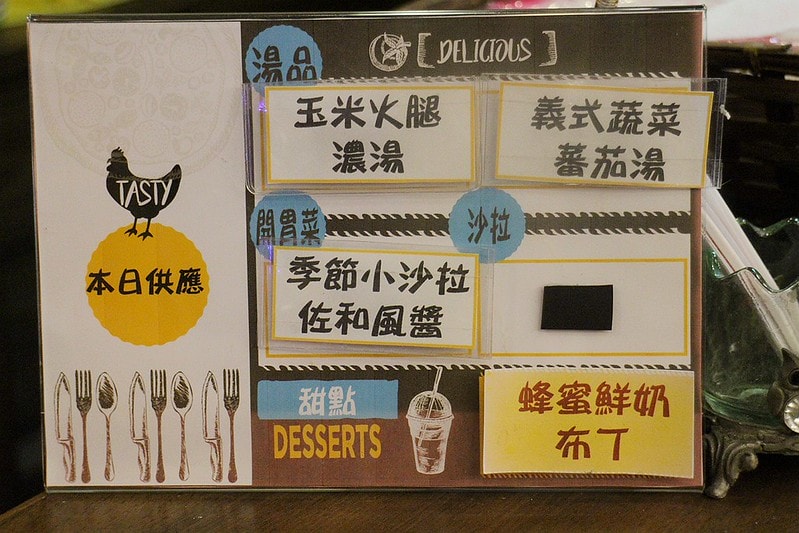 [ DELICIOUS ]
湯品
玉米火腿
濃湯
義式蔬菜
蕃茄湯
TASTY
本日供應
開胃菜
沙拉
季節小沙拉
佐和風醬
甜點
DESSERTS
蜂蜜鮮奶
布丁